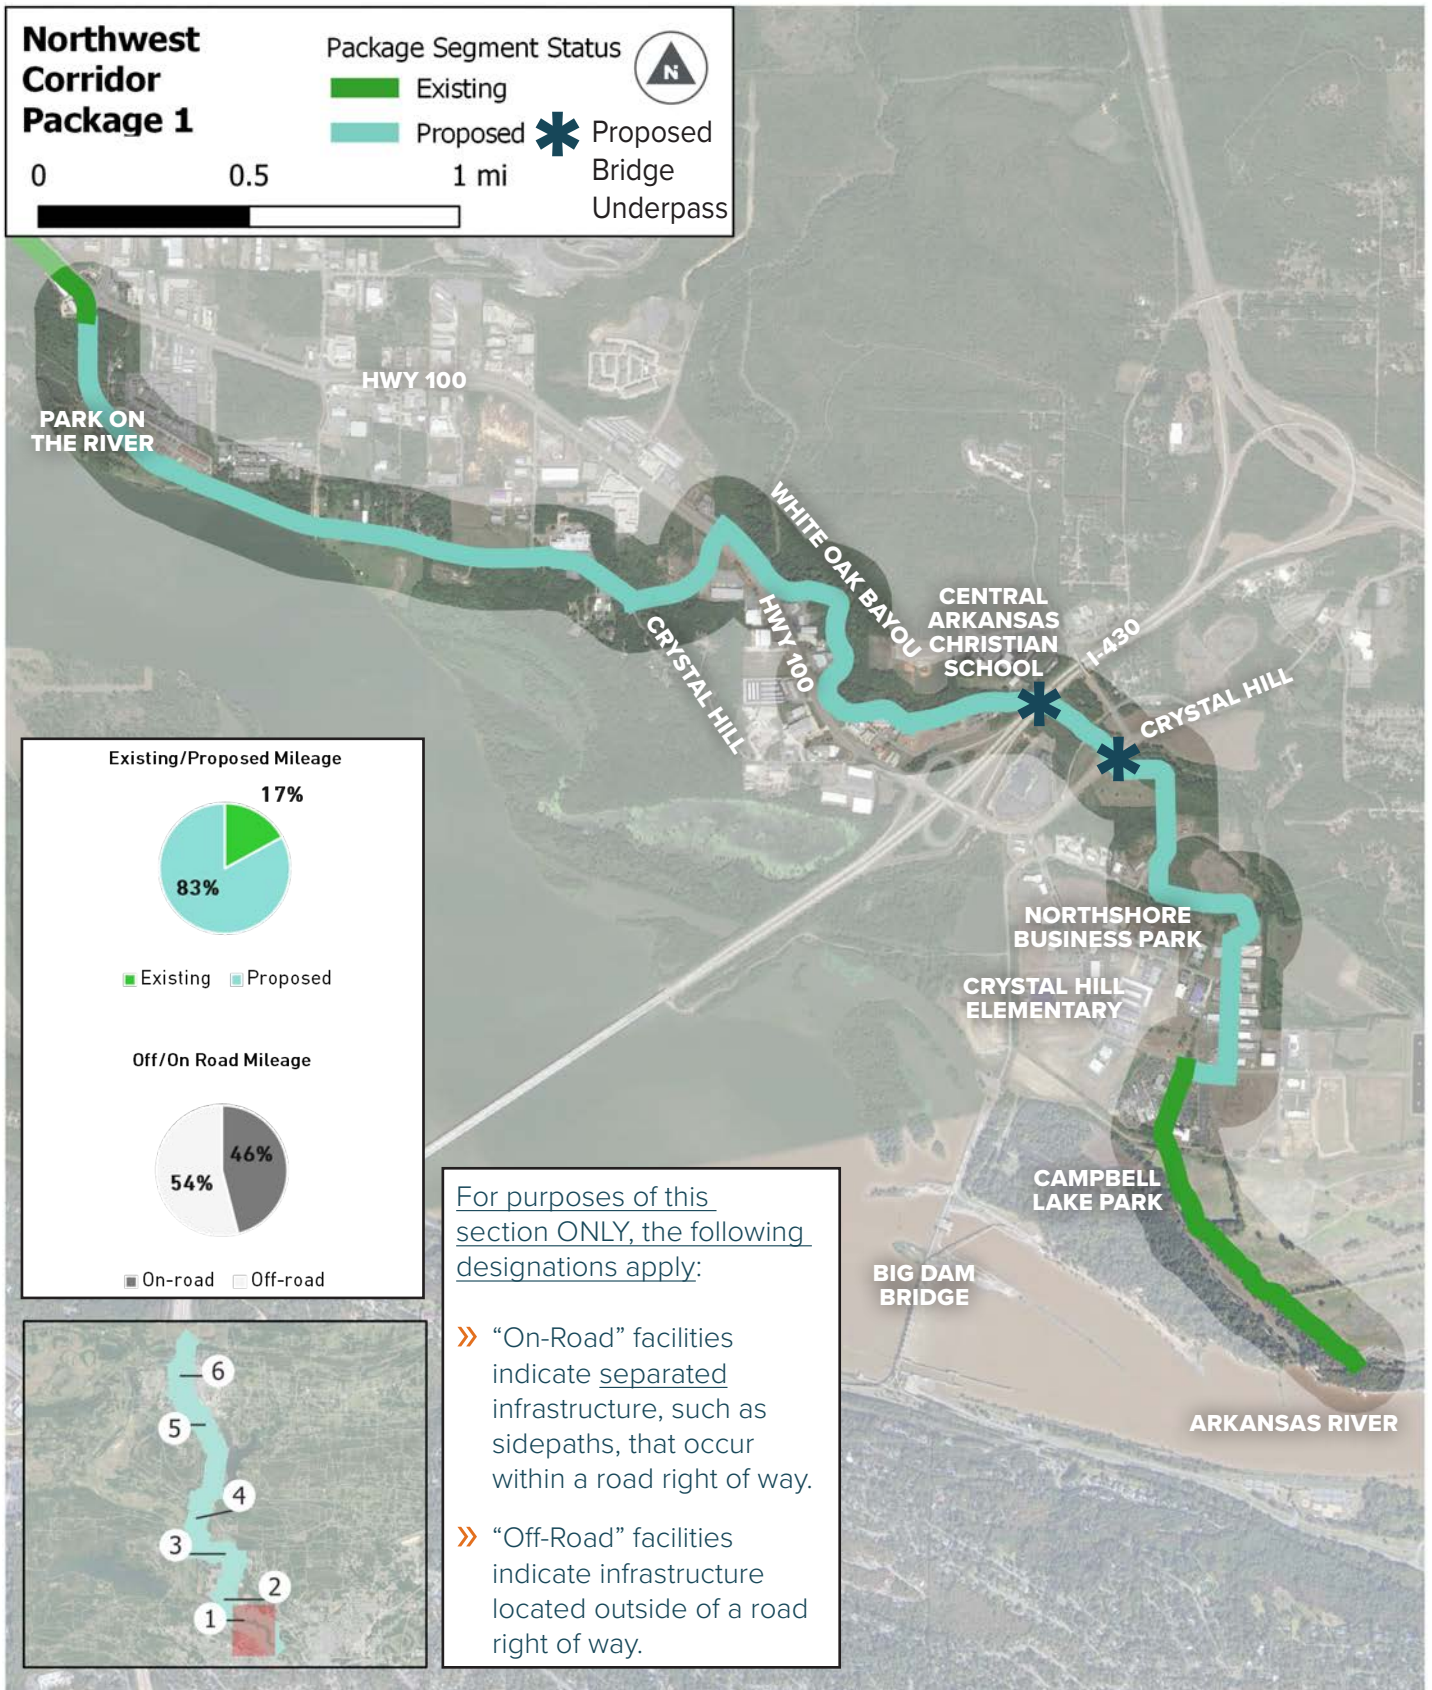 Northwest
Corridor
Package 1
Package Segment Status
Existing
Proposed
Proposed
Bridge
Underpass
N
0 0.5 1 mi
HWY 100
PARK ON
THE RIVER
WHITE OAK BAYOU
HWY 100
CRYSTAL HILL
CENTRAL
ARKANSAS
CHRISTIAN
SCHOOL
I-430
CRYSTAL HILL
NORTHSHORE
BUSINESS PARK
CRYSTAL HILL
ELEMENTARY
CAMPBELL
LAKE PARK
BIG DAM
BRIDGE
ARKANSAS RIVER
Existing/Proposed Mileage
17%
83%
Existing Proposed
Off/On Road Mileage
46%
54%
On-road Off-road
6
5
4
3
2
1
For purposes of this
section ONLY, the following
designations apply:
» “On-Road” facilities
indicate separated
infrastructure, such as
sidepaths, that occur
within a road right of way.
» “Off-Road” facilities
indicate infrastructure
located outside of a road
right of way.